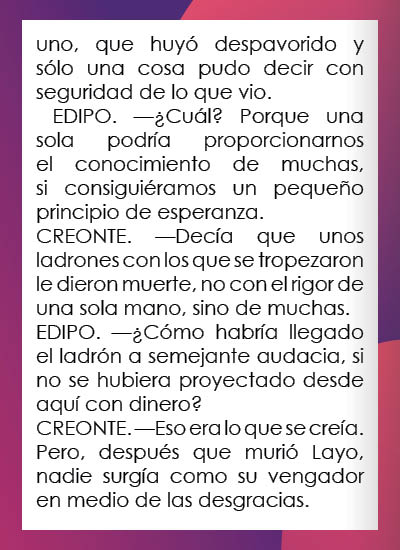 uno, que huyó despavorido y
sólo una cosa pudo decir con
seguridad de lo que vio.
EDIPO. —¿Cuál? Porque una
sola podría proporcionarnos
el conocimiento de muchas,
si consiguiéramos un pequeño
principio de esperanza.
CREONTE. —Decía que unos
ladrones con los que se tropezaron
le dieron muerte, no con el rigor de
una sola mano, sino de muchas.
EDIPO. —¿Cómo habría llegado
el ladrón a semejante audacia, si
no se hubiera proyectado desde
aquí con dinero?
CREONTE. —Eso era lo que se creía.
Pero, después que murió Layo,
nadie surgía como su vengador
en medio de las desgracias.